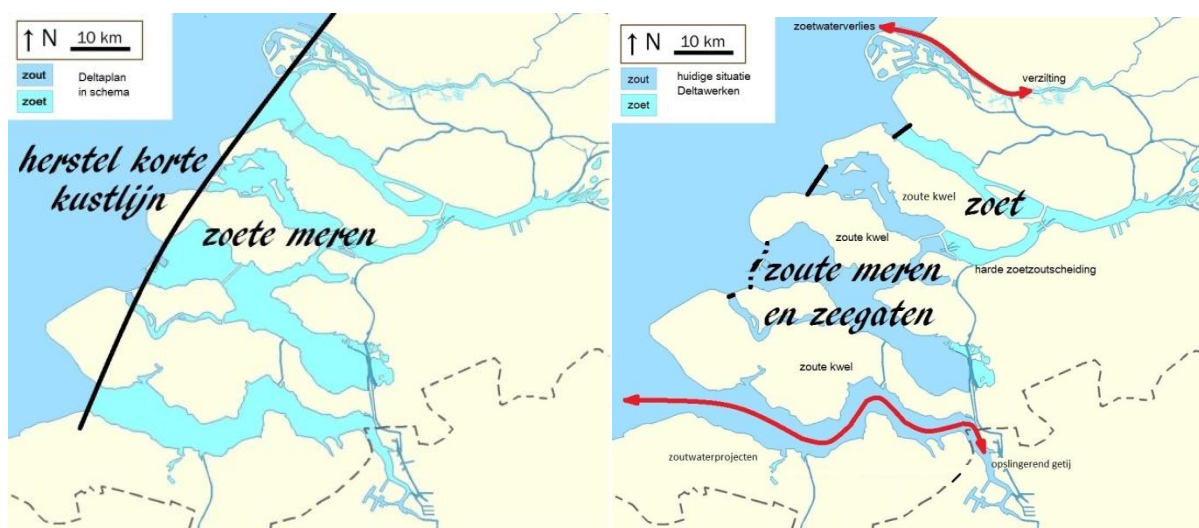 ↑ N 10 km
zout
zoet
Deltaplan
in schema
herstel korte
kustlijn
zoete meren
↑ N 10 km
zout
zoet
huidige situatie
Deltawerken
zoetwaterverlies
verzilting
zoute kwel
zoet
zoute kwel
harde zoetzoutscheiding
zoute meren
en zeegaten
zoute kwel
zoutwaterprojecten
opslingerend getij